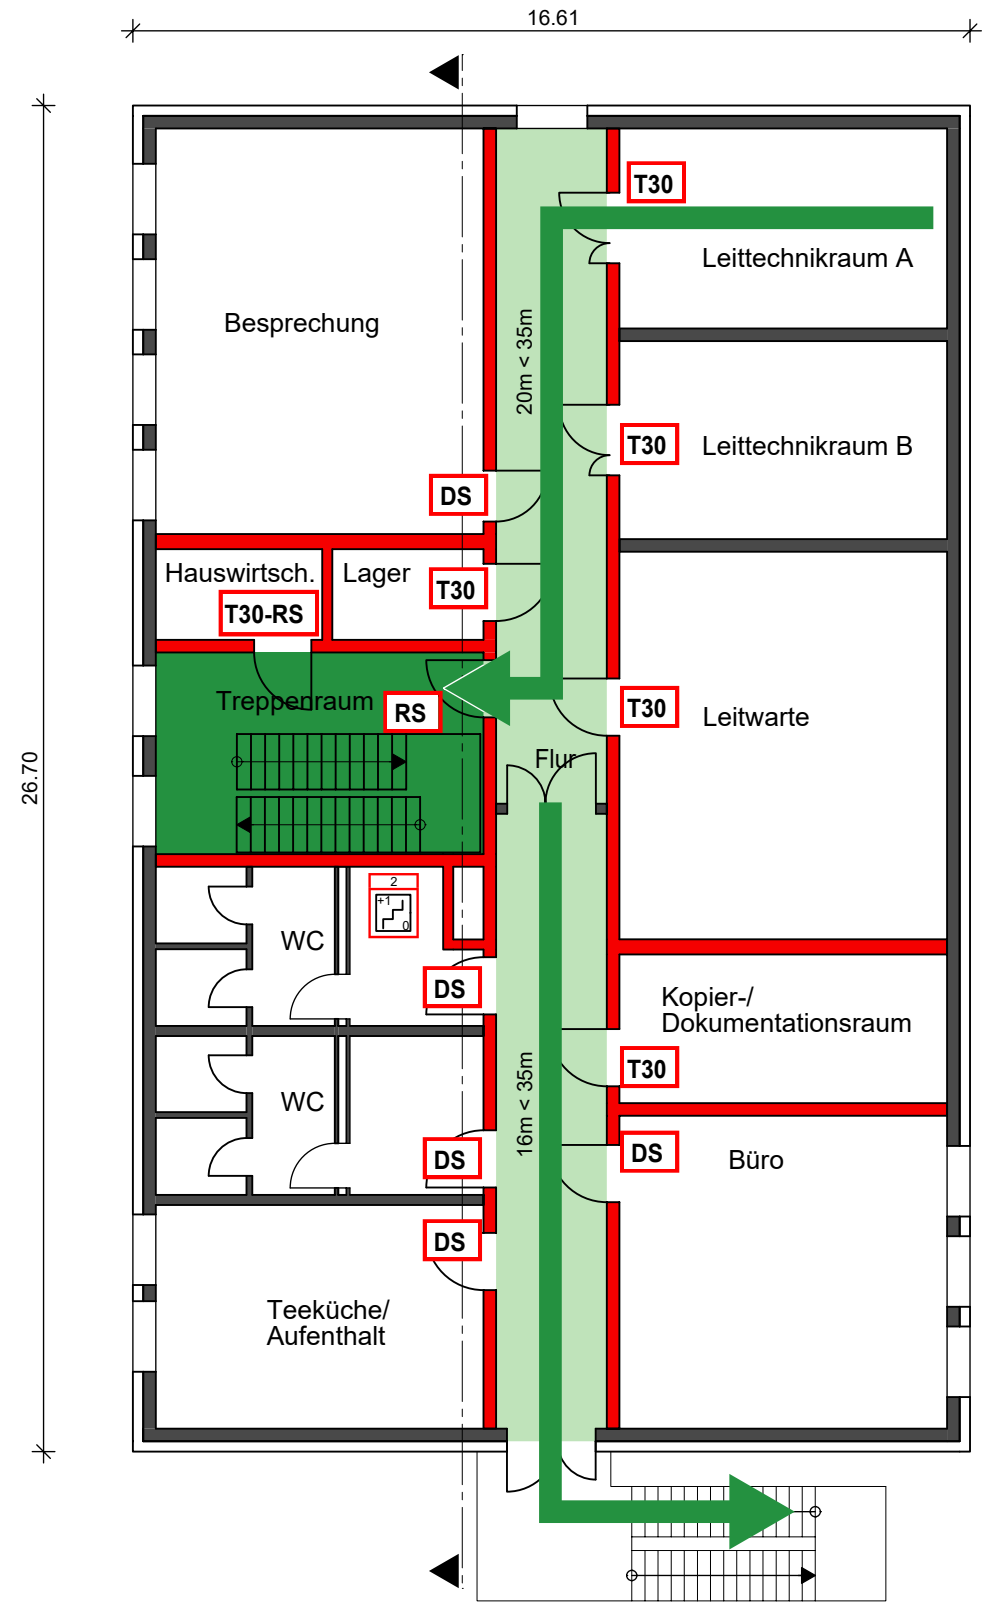 16.61
T30
Leittechnikraum A
Besprechung
20m < 35m
T30
Leittechnikraum B
DS
Hauswirtsch.
Lager
T30
T30-RS
Treppenraum
RS
T30
Leitwarte
Flur
26.70
2
+1
0
WC
DS
Kopier-/
Dokumentationsraum
T30
16m < 35m
WC
DS
DS
Büro
DS
Teeküche/
Aufenthalt